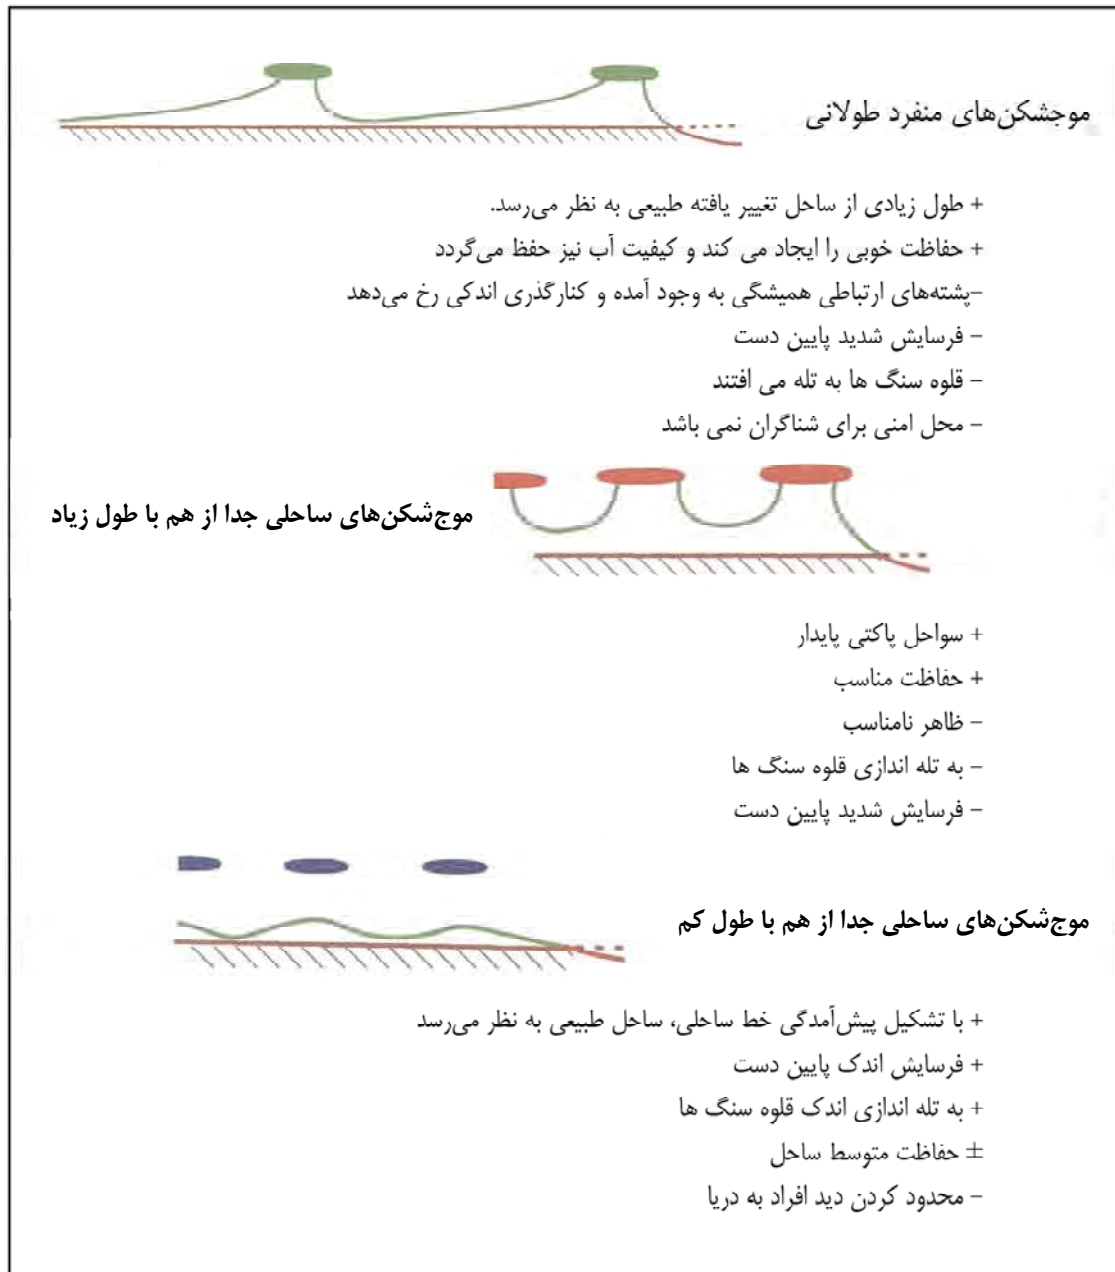 موجشکن‌های منفرد طولانی
+ طول زیادی از ساحل تغییر یافته طبیعی به نظر می‌رسد.
+ حفاظت خوبی را ایجاد می کند و کیفیت آب نیز حفظ می‌گردد
-پشته‌های ارتباطی همیشگی به وجود آمده و کنارگذری اندکی رخ می‌دهد
- فرسایش شدید پایین دست
- قلوه سنگ ها به تله می افتند
- محل امنی برای شناگران نمی باشد
موج‌شکن‌های ساحلی جدا از هم با طول زیاد
+ سواحل پاکتی پایدار
+ حفاظت مناسب
- ظاهر نامناسب
- به تله اندازی قلوه سنگ ها
- فرسایش شدید پایین دست
موج‌شکن‌های ساحلی جدا از هم با طول کم
+ با تشکیل پیش‌آمدگی خط ساحلی، ساحل طبیعی به نظر می‌رسد
+ فرسایش اندک پایین دست
+ به تله اندازی اندک قلوه سنگ ها
± حفاظت متوسط ساحل
- محدود کردن دید افراد به دریا